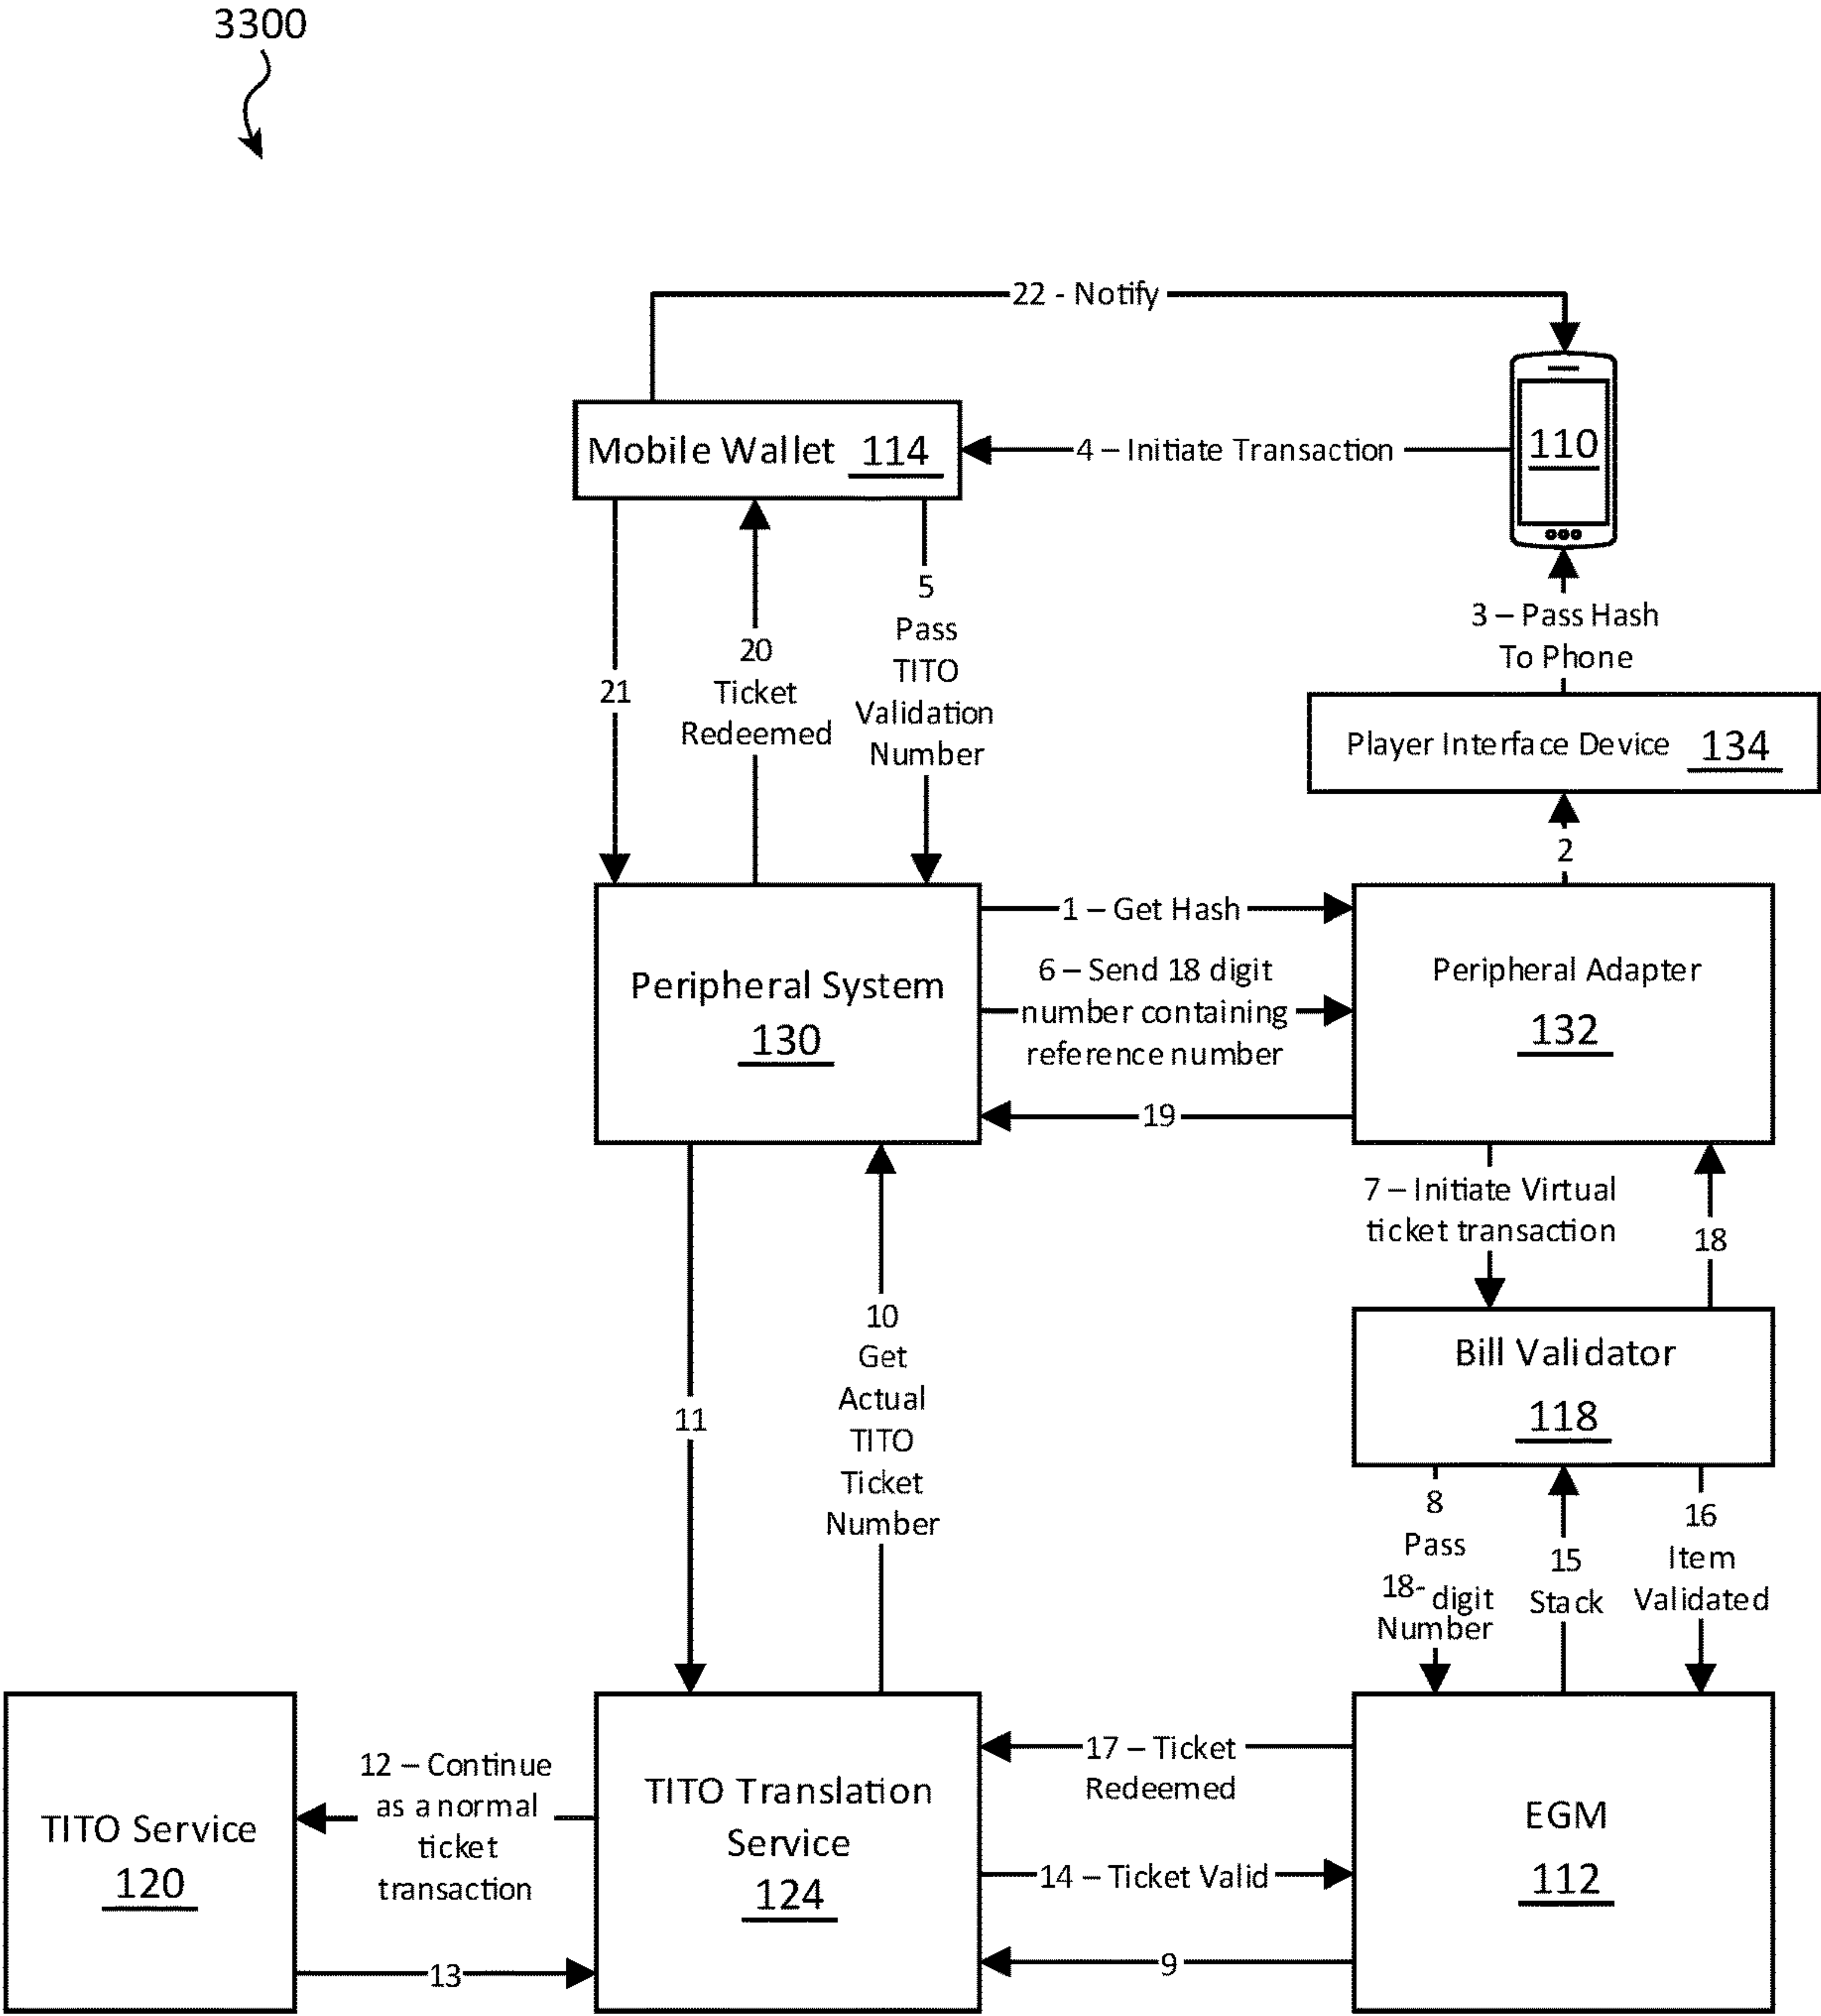 3300
22 - Notify
Mobile Wallet 114
4 – Initiate Transaction
110
5
Pass
TITO
Validation
Number
20
Ticket
Redeemed
21
3 – Pass Hash
To Phone
Player Interface Device 134
2
1 – Get Hash
6 – Send 18 digit
number containing
reference number
19
Peripheral System
130
Peripheral Adapter
132
7 – Initiate Virtual
ticket transaction
18
10
Get
Actual
TITO
Ticket
Number
11
Bill Validator
118
8
Pass
18-digit
Number
15
Stack
16
Item
Validated
12 – Continue
as a normal
ticket
transaction
TITO Service
120
13
TITO Translation
Service
124
17 – Ticket
Redeemed
14 – Ticket Valid
9
EGM
112